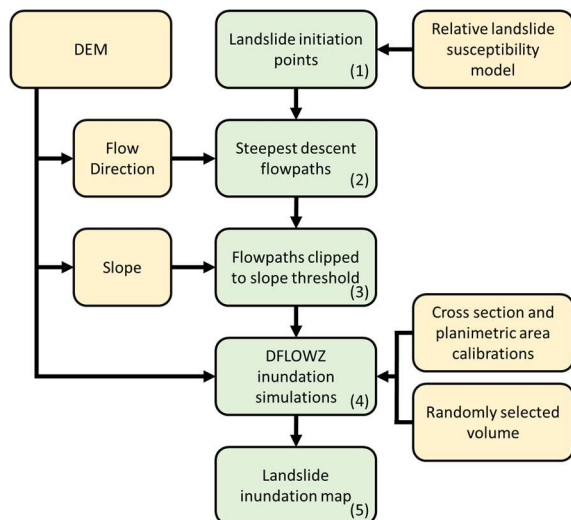 DEM
Landslide initiation
points
(1)
Relative landslide
susceptibility
model
Flow
Direction
Steepest descent
flowpaths
(2)
Slope
Flowpaths clipped
to slope threshold
(3)
DFLOWZ
inundation
simulations
(4)
Cross section and
planimetric area
calibrations
Randomly selected
volume
Landslide
inundation map
(5)